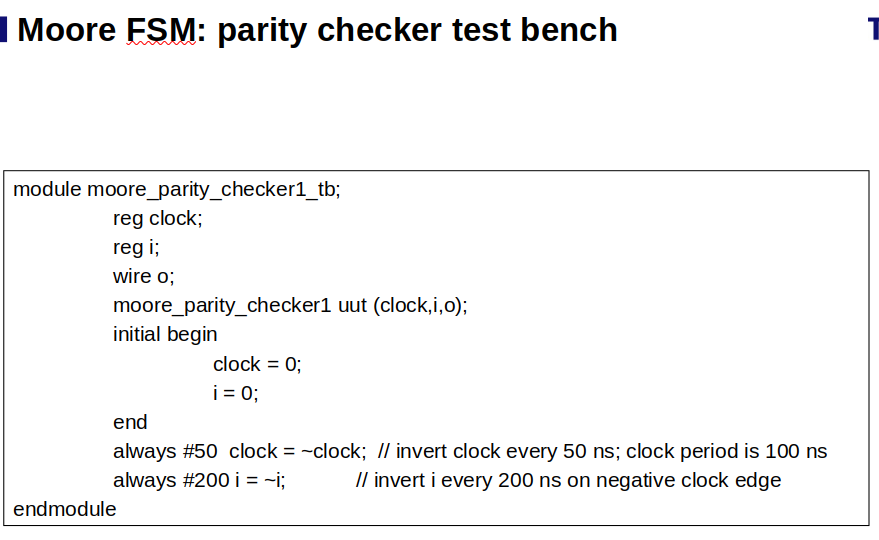 Moore FSM: parity checker test bench
module moore_parity_checker1_tb;
reg clock;
reg i;
wire o;
moore_parity_checker1 uut (clock,i,o);
initial begin
clock = 0;
i = 0;
end
always #50  clock = ~clock;  // invert clock every 50 ns; clock period is 100 ns
always #200 i = ~i;  // invert i every 200 ns on negative clock edge
endmodule